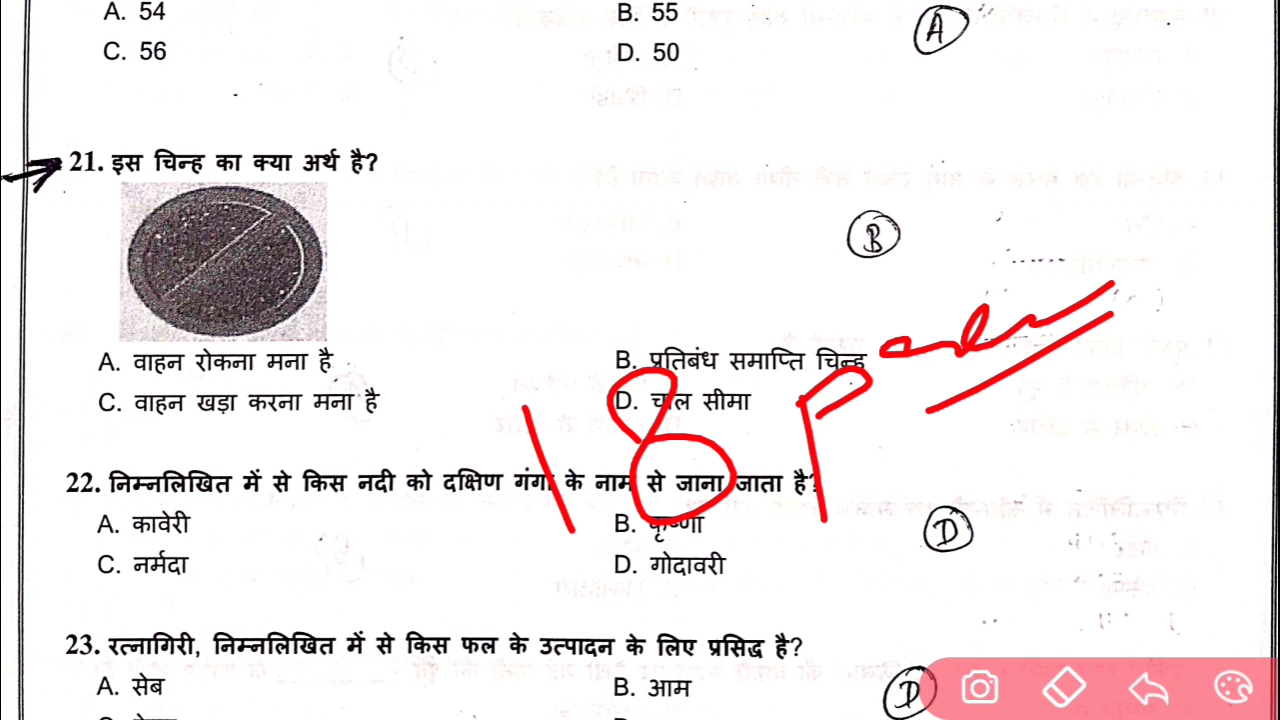 A. 54 B. 55
C. 56 D. 50
A
21. इस चिन्ह का क्या अर्थ है?
B
A. वाहन रोकना मना है B. प्रतिबंध समाप्ति चिन्ह
C. वाहन खड़ा करना मना है D. चाल सीमा
18
22. निम्नलिखित में से किस नदी को दक्षिण गंगा के नाम से जाना जाता है?
A. कावेरी B. कृष्णा
D
C. नर्मदा D. गोदावरी
23. रत्नागिरी, निम्नलिखित में से किस फल के उत्पादन के लिए प्रसिद्ध है?
A. सेब B. आम
D